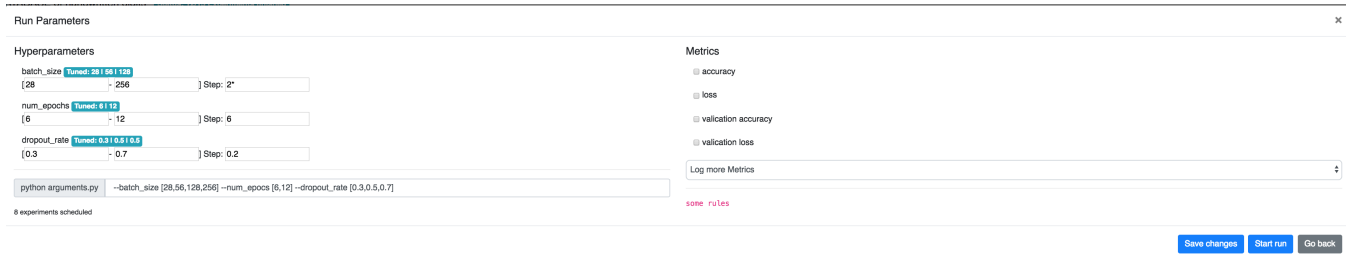 Run Parameters ×
Hyperparameters
batch_size Tuned: 28 | 56 | 128
[ 28 - 256 ] Step: 2*
num_epochs Tuned: 6 | 12
[ 6 - 12 ] Step: 6
dropout_rate Tuned: 0.3 | 0.5 | 0.5
[ 0.3 - 0.7 ] Step: 0.2
python arguments.py --batch_size [28,56,128,256] --num_epocs [6,12] --dropout_rate [0.3,0.5,0.7]
8 experiments scheduled
Metrics
accuracy
loss
valication accuracy
valication loss
Log more Metrics
some rules
Save changes Start run Go back